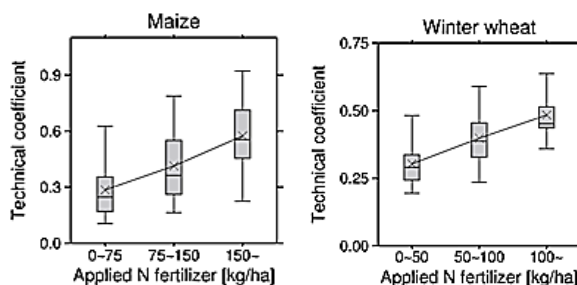 Maize
Technical coefficient
0.9
0.6
0.3
0.0
0~75 75~150 150~
Applied N fertilizer [kg/ha]
Winter wheat
Technical coefficient
0.75
0.50
0.25
0.00
0~50 50~100 100~
Applied N fertilizer [kg/ha]